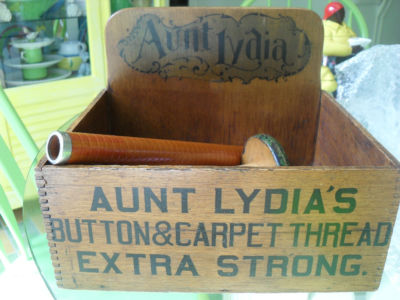 Aunt Lydia
AUNT LYDIA'S
BUTTON&CARPET THREAD
EXTRA STRONG.